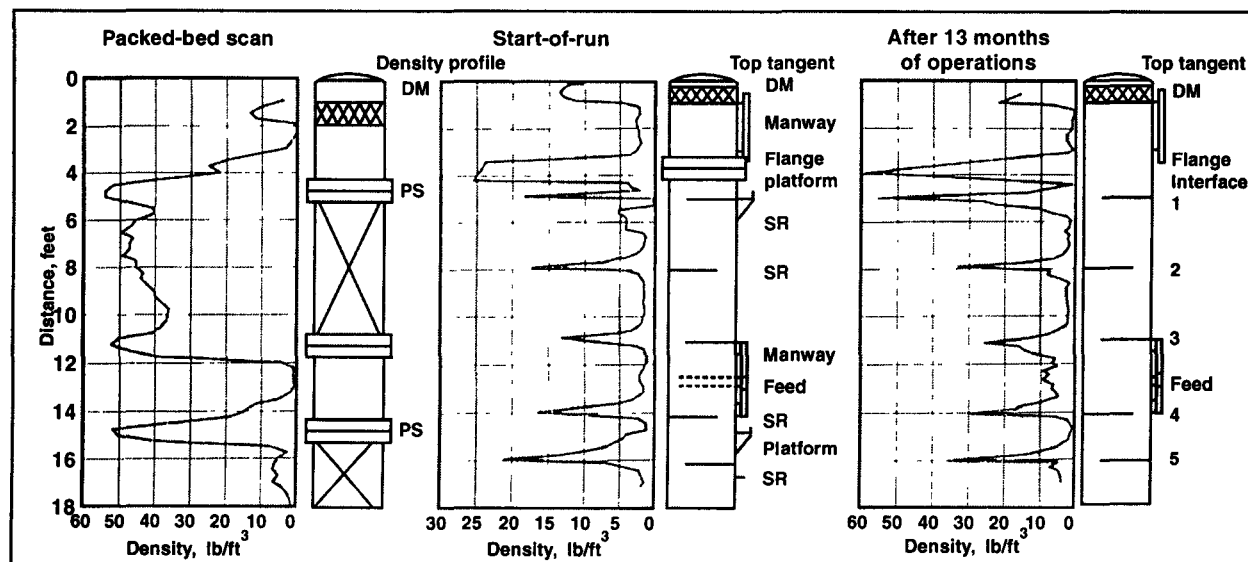 Packed-bed scan
Density profile
DM
PS
PS
Distance, feet
0
2
4
6
8
10
12
14
16
18
60 50 40 30 20 10 0
Density, lb/ft3
Start-of-run
Top tangent
DM
Manway
Flange
platform
SR
SR
Manway
Feed
SR
Platform
SR
30 25 20 15 10 5 0
Density, lb/ft3
After 13 months
of operations
Top tangent
DM
Flange
Interface
1
2
3
Feed
4
5
60 50 40 30 20 10 0
Density, lb/ft3